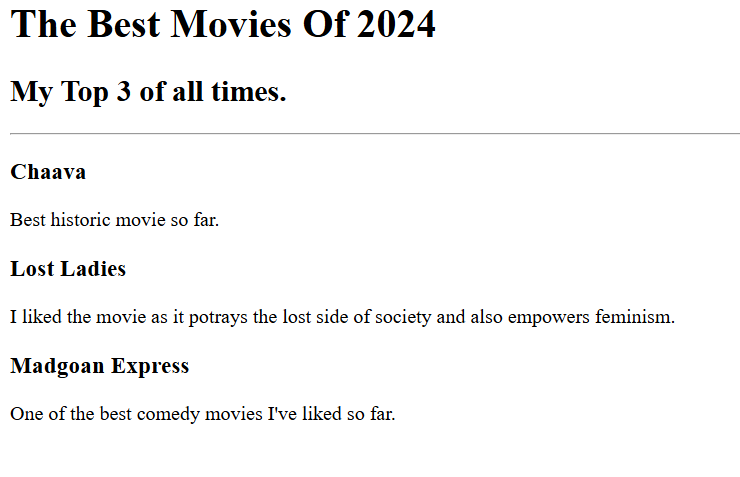 The Best Movies Of 2024
My Top 3 of all times.
Chaava
Best historic movie so far.
Lost Ladies
I liked the movie as it potrays the lost side of society and also empowers feminism.
Madgoan Express
One of the best comedy movies I've liked so far.